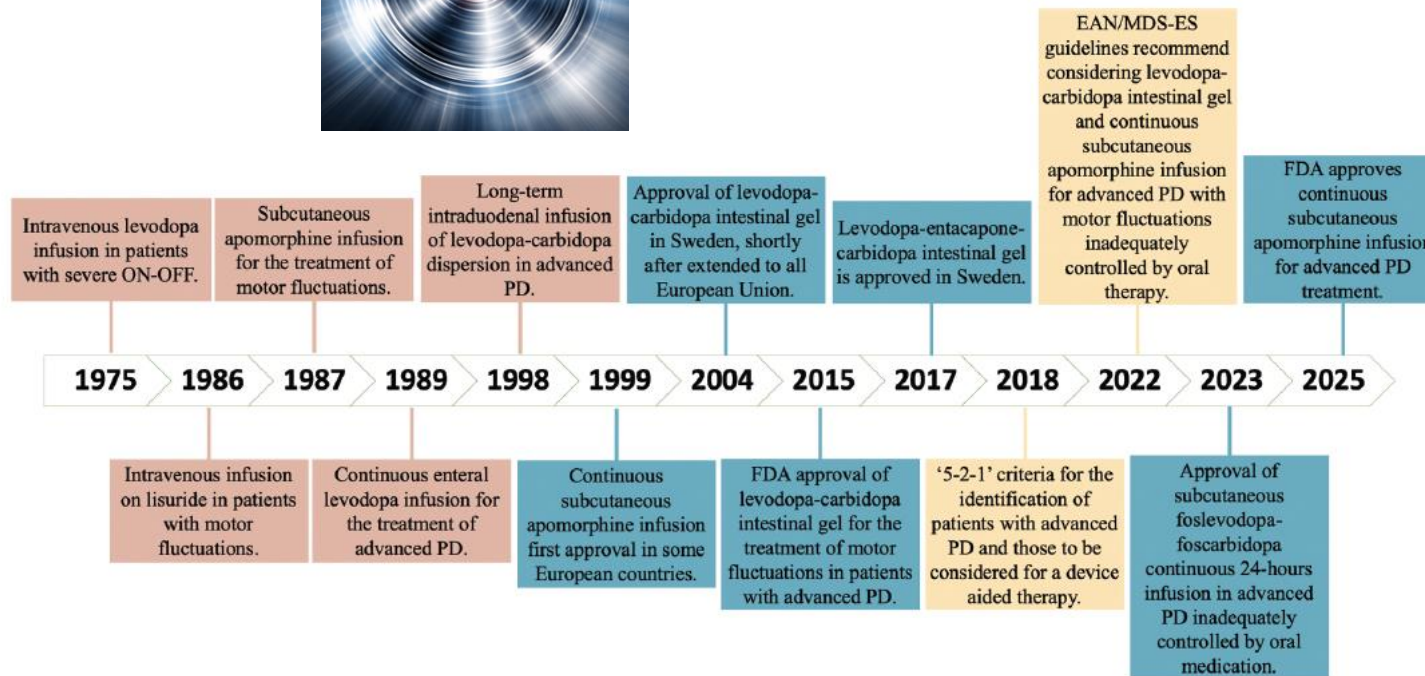 EAN/MDS-ES
guidelines recommend
considering levodopa-
carbidopa intestinal gel
and continuous
subcutaneous
apomorphine infusion
for advanced PD with
motor fluctuations
inadequately
controlled by oral
therapy.
Intravenous levodopa
infusion in patients
with severe ON-OFF.
Subcutaneous
apomorphine infusion
for the treatment of
motor fluctuations.
Long-term
intraduodenal infusion
of levodopa-carbidopa
dispersion in advanced
PD.
Approval of levodopa-
carbidopa intestinal gel
in Sweden, shortly
after extended to all
European Union.
Levodopa-entacapone-
carbidopa intestinal gel
is approved in Sweden.
FDA approves
continuous
subcutaneous
apomorphine infusion
for advanced PD
treatment.
1975 1986 1987 1989 1998 1999 2004 2015 2017 2018 2022 2023 2025
Intravenous infusion
on lisuride in patients
with motor
fluctuations.
Continuous enteral
levodopa infusion for
the treatment of
advanced PD.
Continuous
subcutaneous
apomorphine infusion
first approval in some
European countries.
FDA approval of
levodopa-carbidopa
intestinal gel for the
treatment of motor
fluctuations in patients
with advanced PD.
‘5-2-1’ criteria for the
identification of
patients with advanced
PD and those to be
considered for a device
aided therapy.
Approval of
subcutaneous
foslevodopa-
foscarbidopa
continuous 24-hours
infusion in advanced
PD inadequately
controlled by oral
medication.